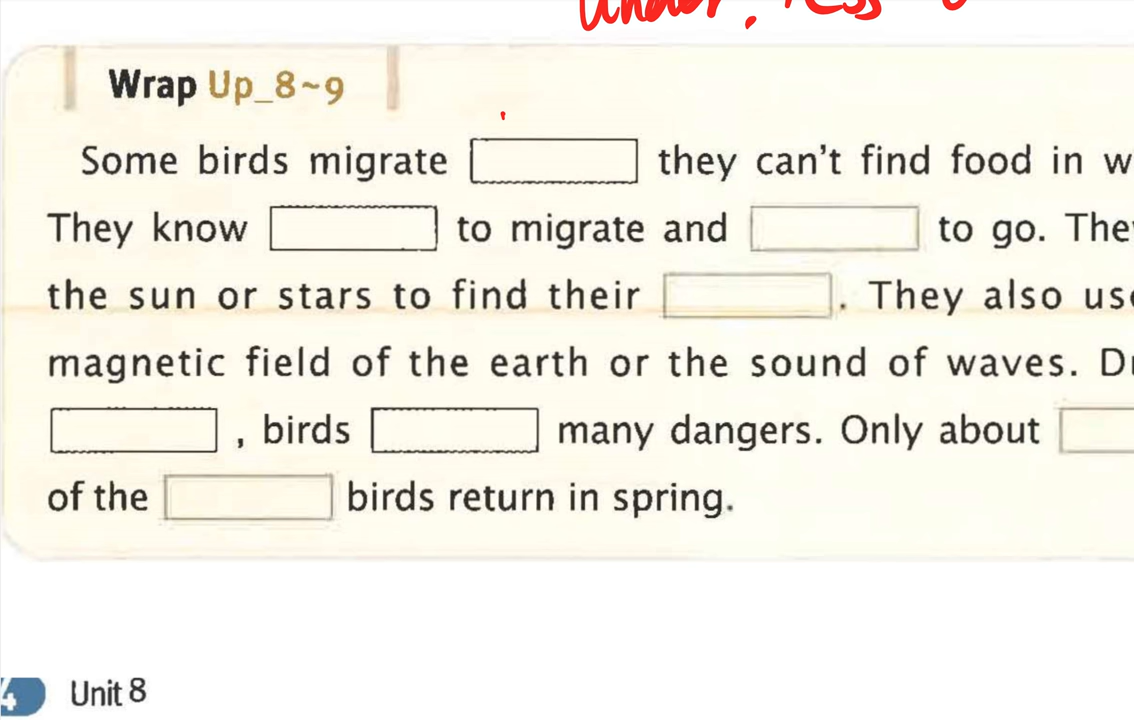 Wrap Up_8~9
Some birds migrate they can't find food in
They know to migrate and to go.
the sun or stars to find their . They also
magnetic field of the earth or the sound of waves.
, birds many dangers. Only about
of the birds return in spring.
4 Unit 8